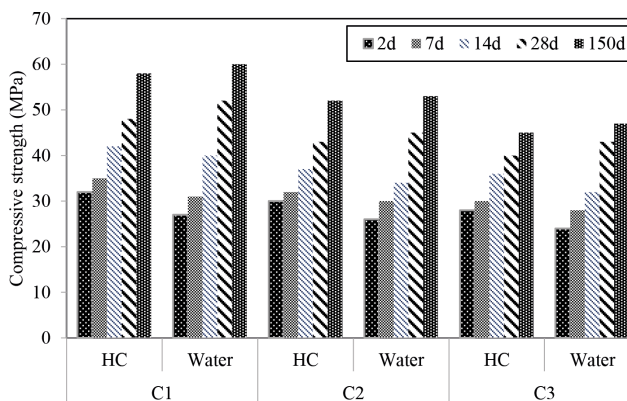 70
2d 7d 14d 28d 150d
60
50
40
30
20
10
0
Compressive strength (MPa)
HC Water HC Water HC Water
C1 C2 C3